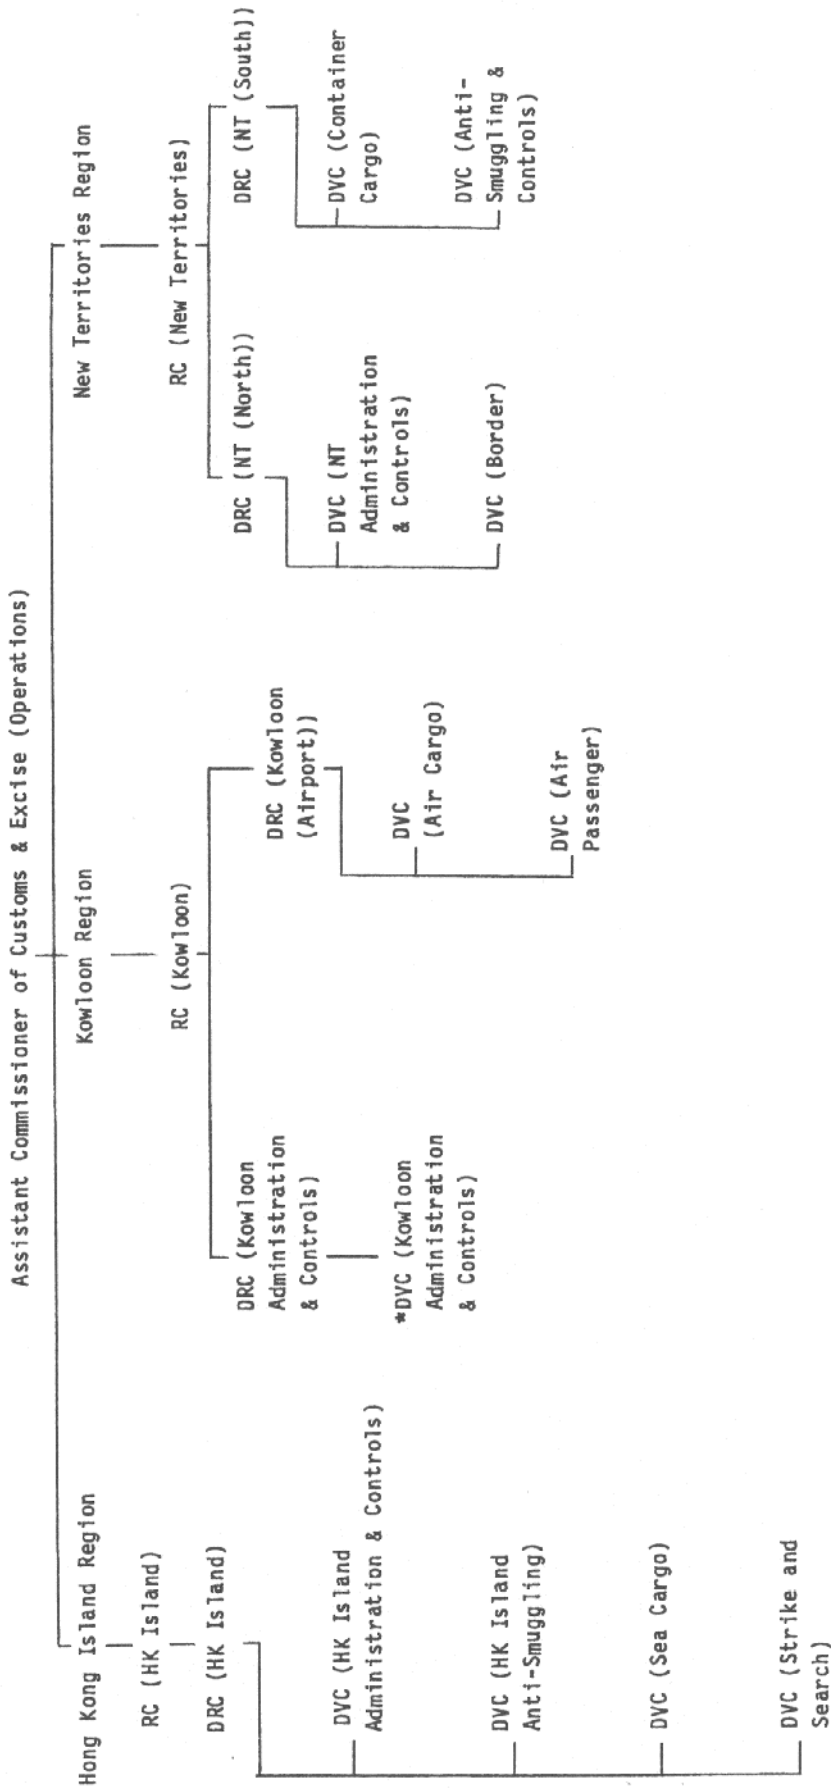 Assistant Commissioner of Customs & Excise (Operations)
Hong Kong Island Region
RC (HK Island)
DRC (HK Island)
DVC (HK Island
Administration & Controls)
DVC (HK Island
Anti-Smuggling)
DVC (Sea Cargo)
DVC (Strike and
Search)
Kowloon Region
RC (Kowloon)
DRC (Kowloon
Administration
& Controls)
*DVC (Kowloon
Administration
& Controls)
DRC (Kowloon
(Airport))
DVC
(Air Cargo)
DVC (Air
Passenger)
New Territories Region
RC (New Territories)
DRC (NT (North))
DVC (NT
Administration
& Controls)
DVC (Border)
DRC (NT (South))
DVC (Container
Cargo)
DVC (Anti-
Smuggling &
Controls)